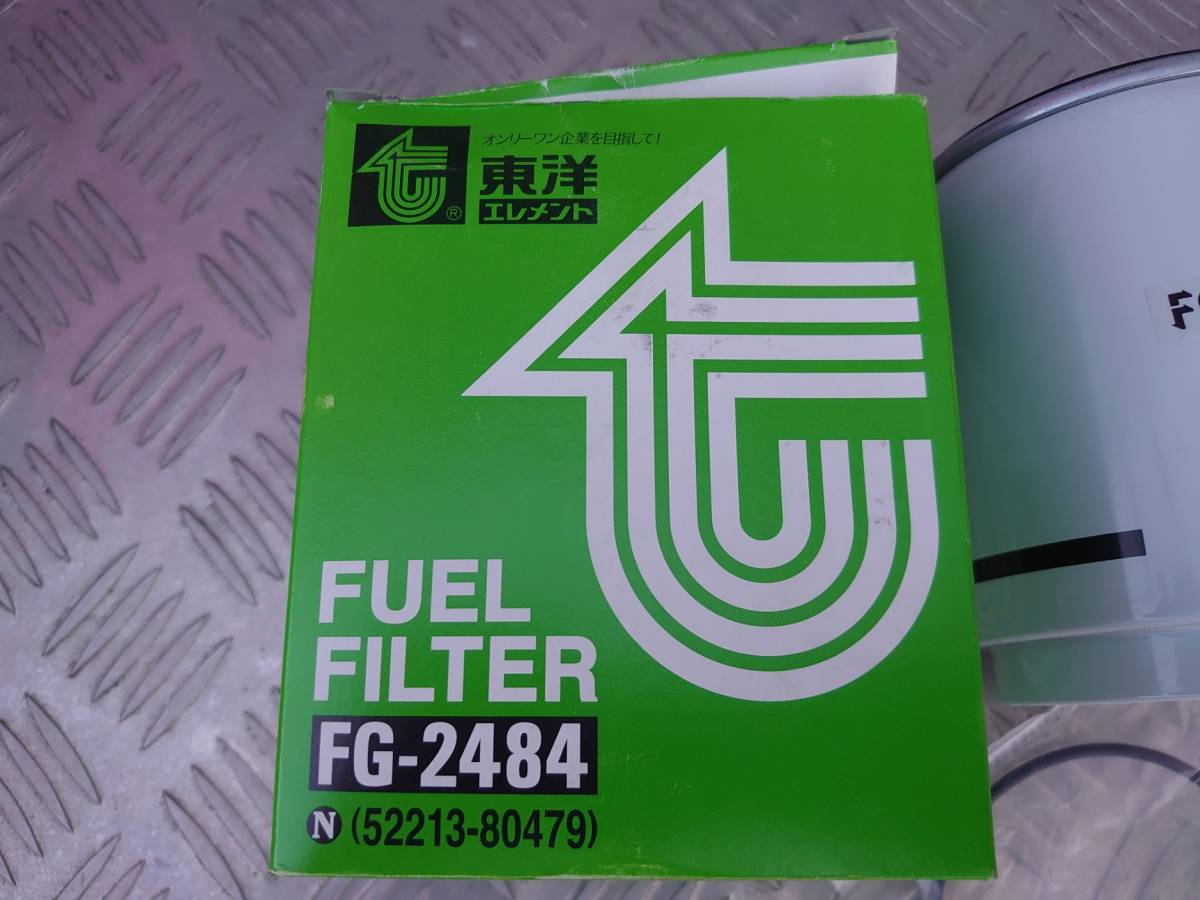 オンリーワン企業を目指して!
東洋
エレメント
®
FUEL
FILTER
FG-2484
N (52213-80479)